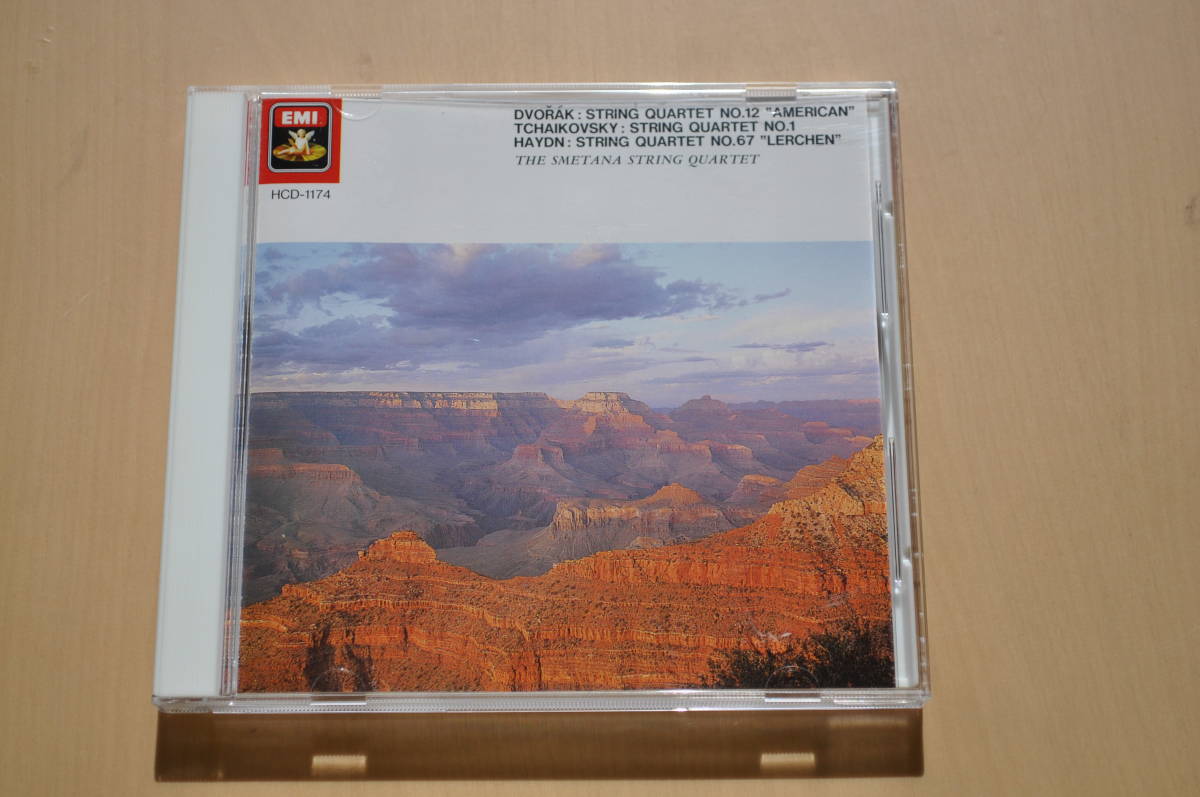 EMI
HCD-1174
DVOŘÁK: STRING QUARTET NO.12 "AMERICAN"
TCHAIKOVSKY: STRING QUARTET NO.1
HAYDN: STRING QUARTET NO.67 "LERCHEN"
THE SMETANA STRING QUARTET